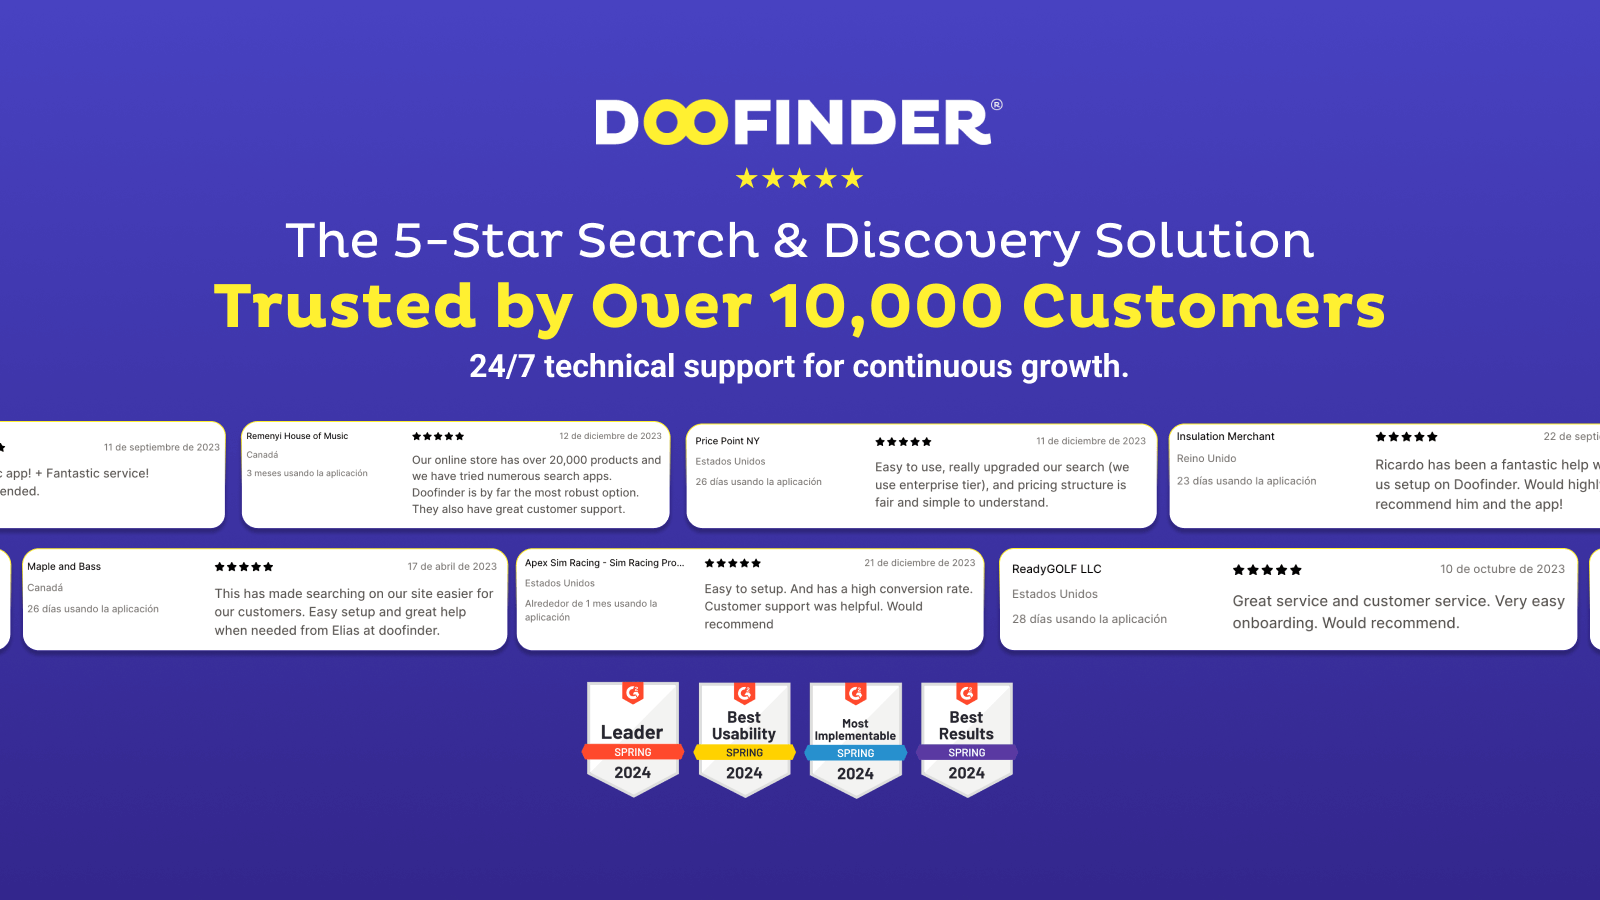 DOOFINDER®
The 5-Star Search & Discovery Solution
Trusted by Over 10,000 Customers
24/7 technical support for continuous growth.
11 de septiembre de 2023
app! + Fantastic service!
Remenyi House of Music
12 de diciembre de 2023
Canadá
3 meses usando la aplicación
Our online store has over 20,000 products and
we have tried numerous search apps.
Doofinder is by far the most robust option.
They also have great customer support.
Price Point NY
11 de diciembre de 2023
Estados Unidos
26 días usando la aplicación
Easy to use, really upgraded our search (we
use enterprise tier), and pricing structure is
fair and simple to understand.
Insulation Merchant
22 de
Reino Unido
23 días usando la aplicación
Ricardo has been a fantastic help
us setup on Doofinder. Would
recommend him and the app!
Maple and Bass
17 de abril de 2023
Canadá
26 días usando la aplicación
This has made searching on our site easier for
our customers. Easy setup and great help
when needed from Elias at doofinder.
Apex Sim Racing - Sim Racing Pro...
21 de diciembre de 2023
Estados Unidos
Alrededor de 1 mes usando la
aplicación
Easy to setup. And has a high conversion rate.
Customer support was helpful. Would
recommend
ReadyGOLF LLC
10 de octubre de 2023
Estados Unidos
28 días usando la aplicación
Great service and customer service. Very easy
onboarding. Would recommend.
Leader
SPRING
2024
Best
Usability
SPRING
2024
Most
Implementable
SPRING
2024
Best
Results
SPRING
2024